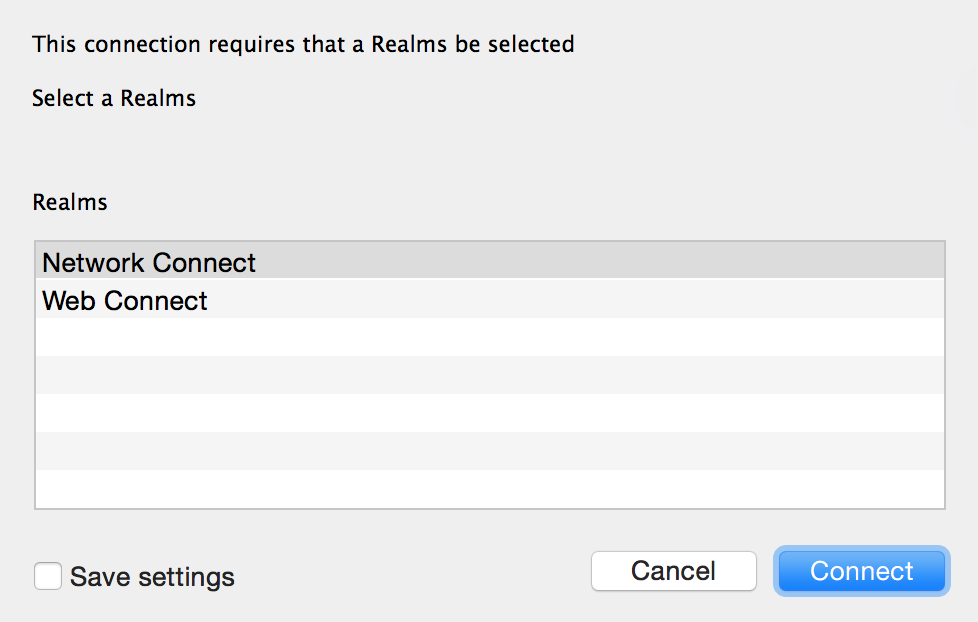 This connection requires that a Realms be selected
Select a Realms
Realms
Network Connect
Web Connect
Save settings
Cancel
Connect